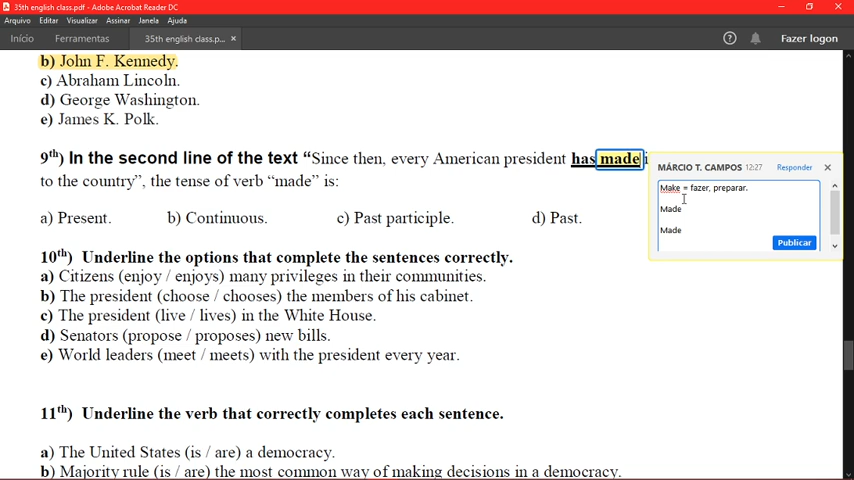 35th english class.pdf - Adobe Acrobat Reader DC
Arquivo Editar Visualizar Assinar Janela Ajuda
Início Ferramentas 35th english class.p... × Fazer logon
b) John F. Kennedy.
c) Abraham Lincoln.
d) George Washington.
e) James K. Polk.
9th) In the second line of the text “Since then, every American president has made
to the country”, the tense of verb “made” is:
MÁRCIO T. CAMPOS 12:27 Responder
Make = fazer, preparar.
Made
Made
Publicar
a) Present. b) Continuous. c) Past participle. d) Past.
10th) Underline the options that complete the sentences correctly.
a) Citizens (enjoy / enjoys) many privileges in their communities.
b) The president (choose / chooses) the members of his cabinet.
c) The president (live / lives) in the White House.
d) Senators (propose / proposes) new bills.
e) World leaders (meet / meets) with the president every year.
11th) Underline the verb that correctly completes each sentence.
a) The United States (is / are) a democracy.
b) Majority rule (is / are) the most common way of making decisions in a democracy.